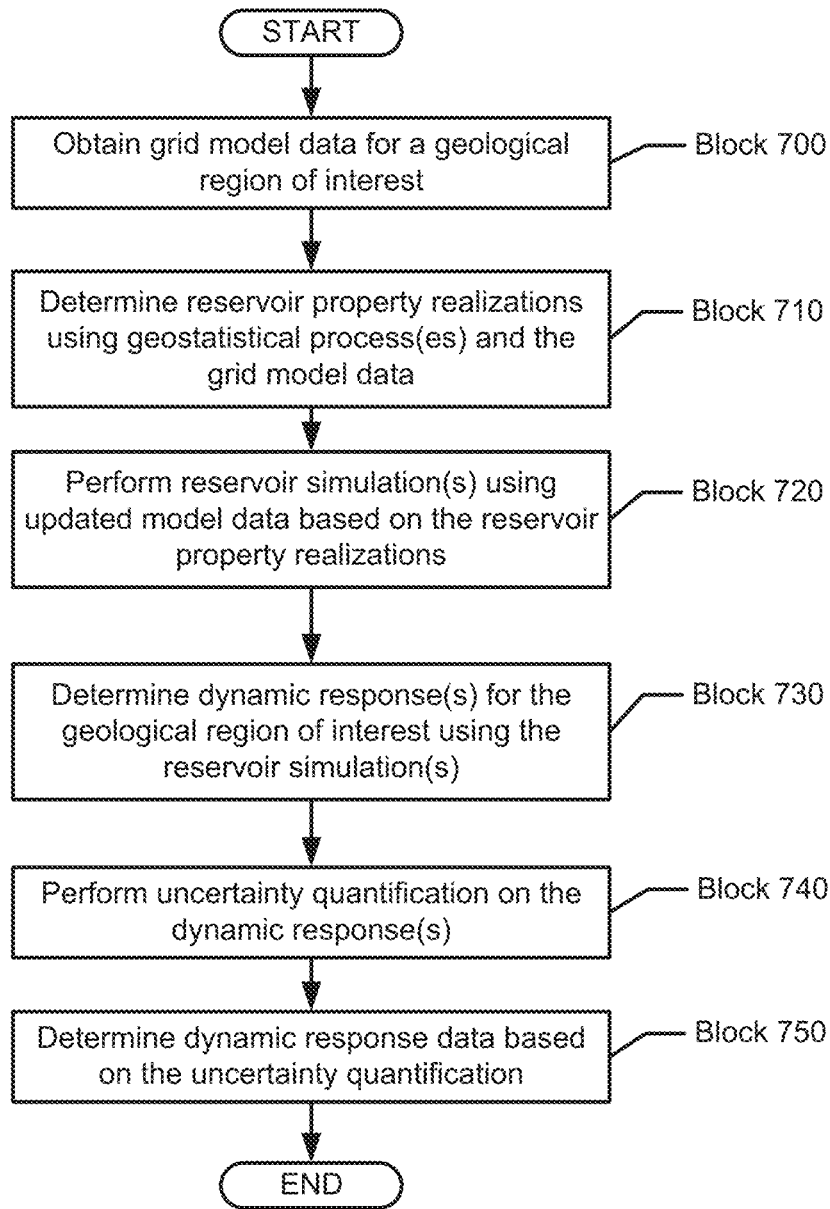 START
Obtain grid model data for a geological
region of interest
Block 700
Determine reservoir property realizations
using geostatistical process(es) and the
grid model data
Block 710
Perform reservoir simulation(s) using
updated model data based on the reservoir
property realizations
Block 720
Determine dynamic response(s) for the
geological region of interest using the
reservoir simulation(s)
Block 730
Perform uncertainty quantification on the
dynamic response(s)
Block 740
Determine dynamic response data based
on the uncertainty quantification
Block 750
END